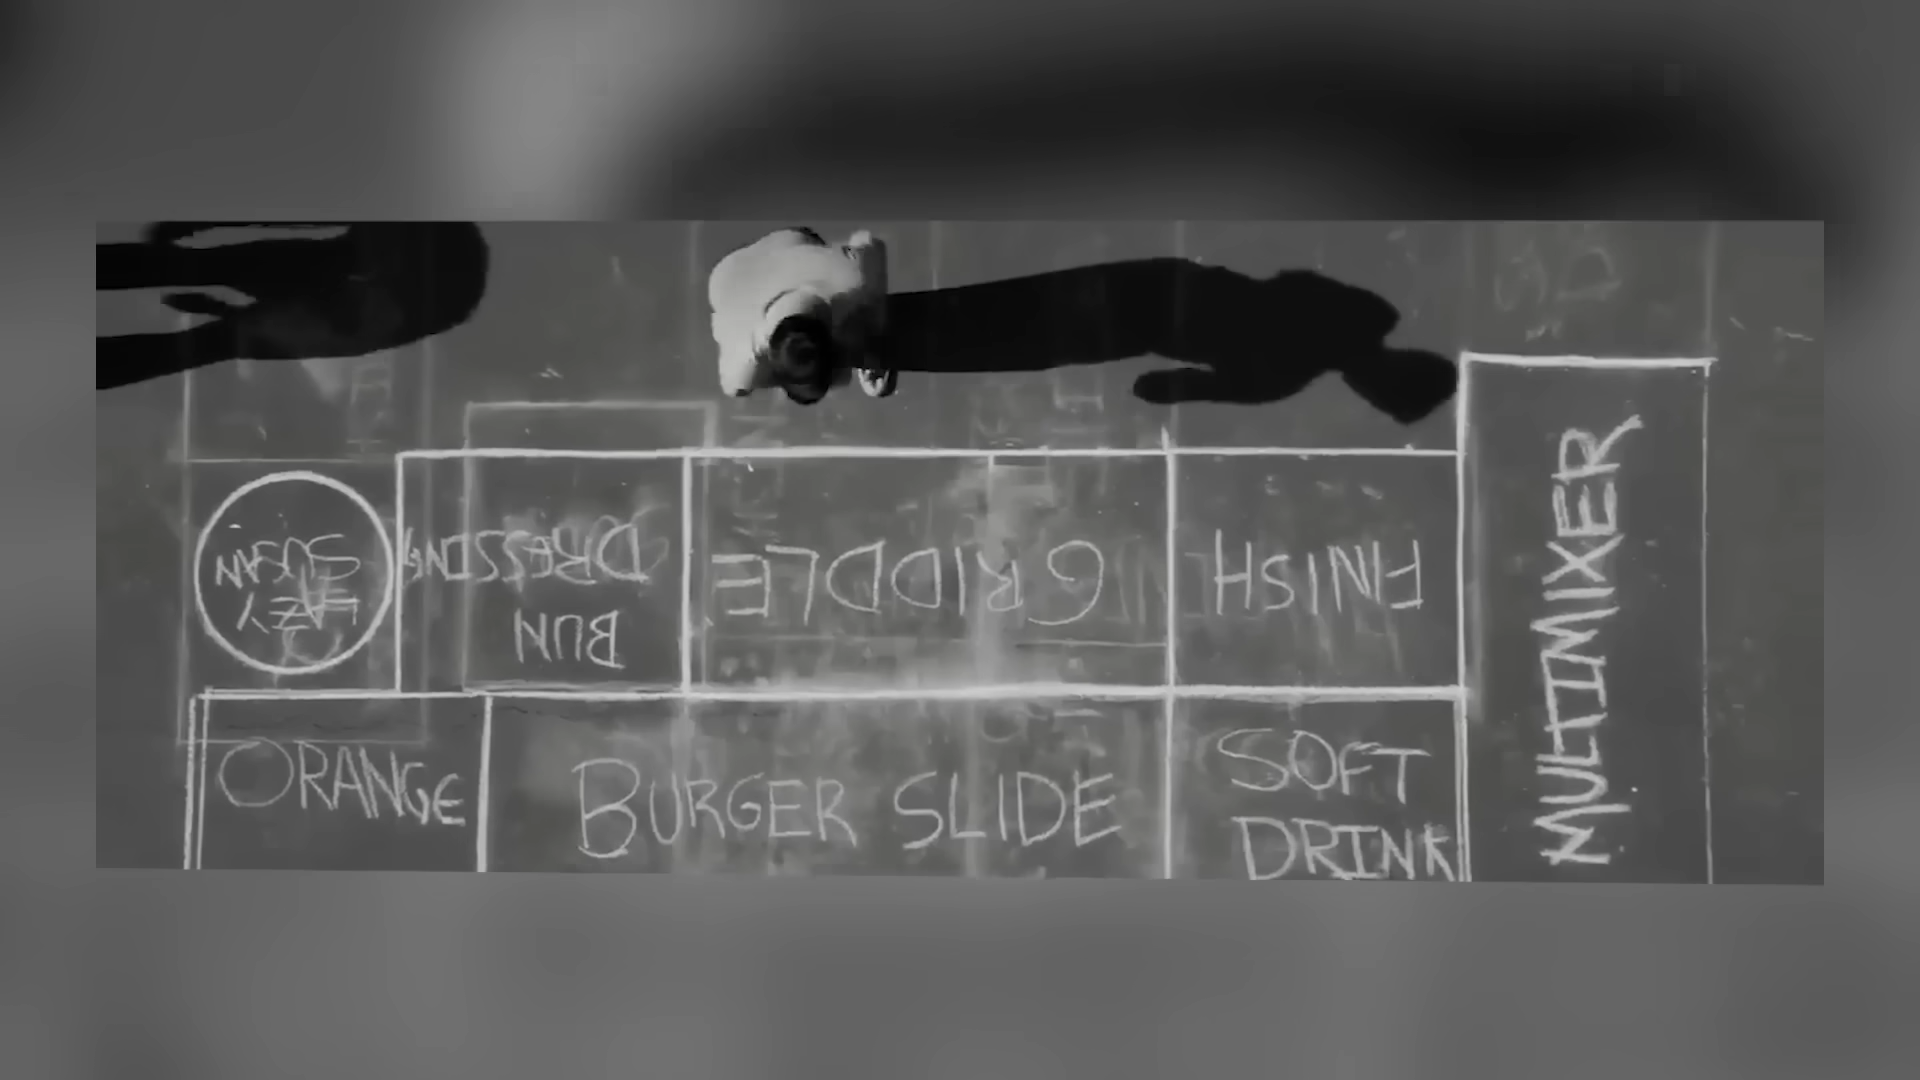 LAZY
SUSAN
BUN
DRESSING
GRIDDLE
FINISH
MULTIMIXER
ORANGE
BURGER SLIDE
SOFT
DRINK